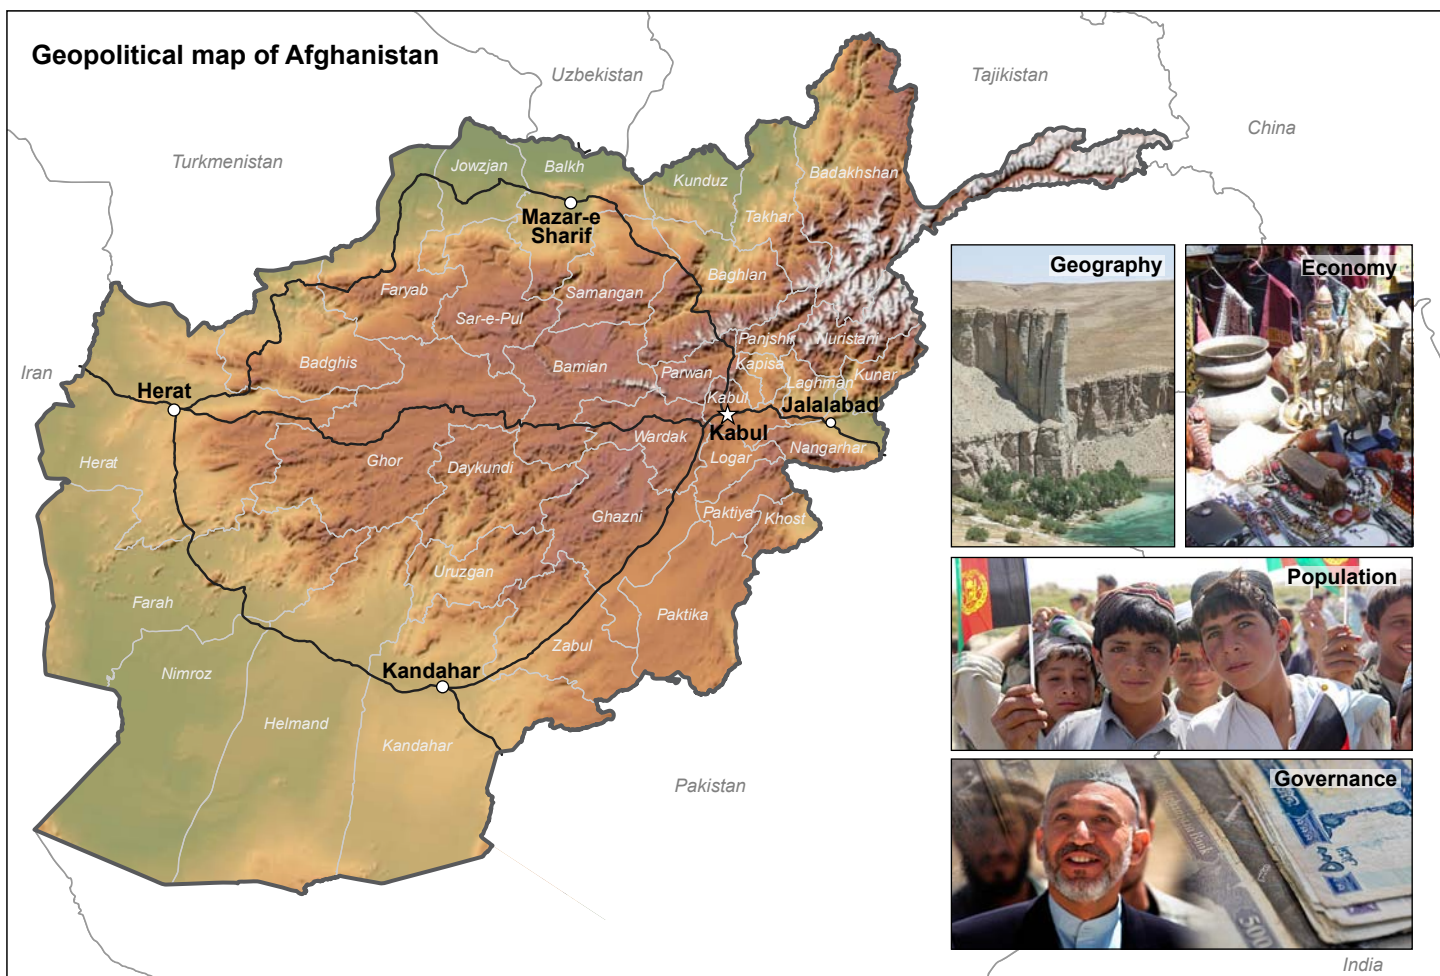 Geopolitical map of Afghanistan
Uzbekistan
Tajikistan
China
Turkmenistan
Jowzjan
Balkh
Kunduz
Badakhshan
Takhar
Mazar-e
Sharif
Baghlan
Faryab
Samangan
Sar-e-Pul
Panjshir
Nuristani
Badghis
Bamian
Parwan
Kapisa
Laghman
Kunar
Iran
Herat
Kabul
Jalalabad
Kabul
Wardak
Logar
Nangarhar
Herat
Ghor
Daykundi
Ghazni
Paktiya
Khost
Uruzgan
Farah
Paktika
Zabul
Nimroz
Kandahar
Helmand
Kandahar
Pakistan
India
Geography
Economy
Population
Governance
500